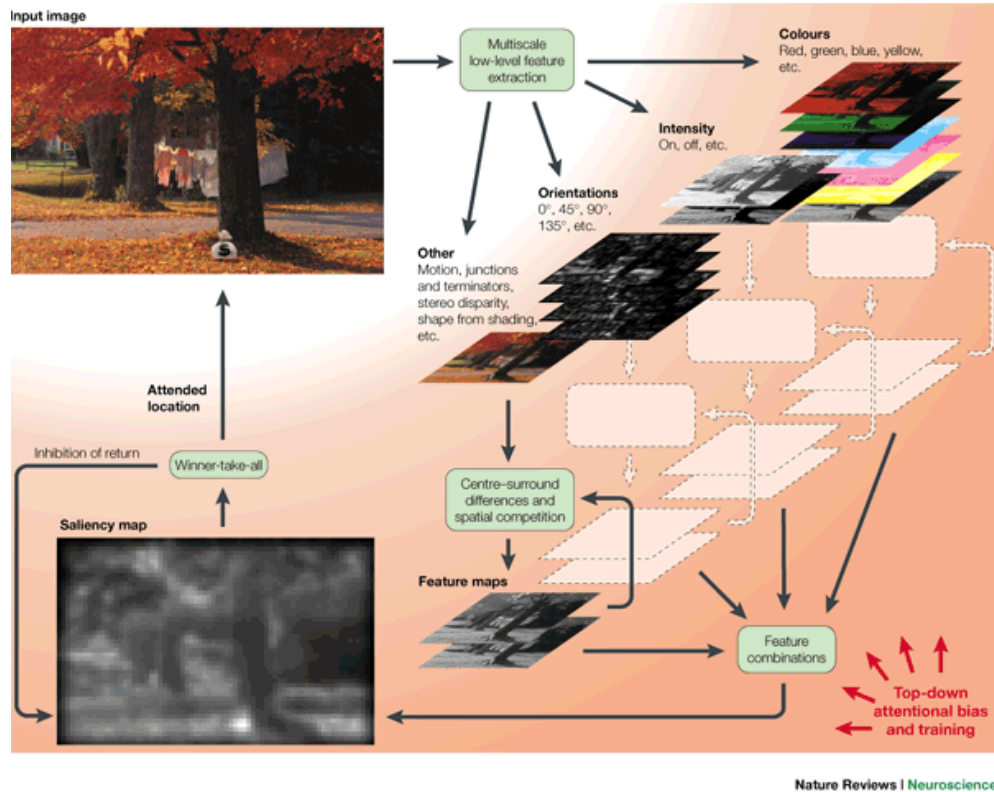 Input image
Multiscale
low-level feature
extraction
Colours
Red, green, blue, yellow,
etc.
Intensity
On, off, etc.
Orientations
0°, 45°, 90°,
135°, etc.
Other
Motion, junctions
and terminators,
stereo disparity,
shape from shading,
etc.
S
Attended
location
Inhibition of return
Winner-take-all
Centre–surround
differences and
spatial competition
Saliency map
Feature maps
Feature
combinations
Top-down
attentional bias
and training
Nature Reviews | Neuroscience